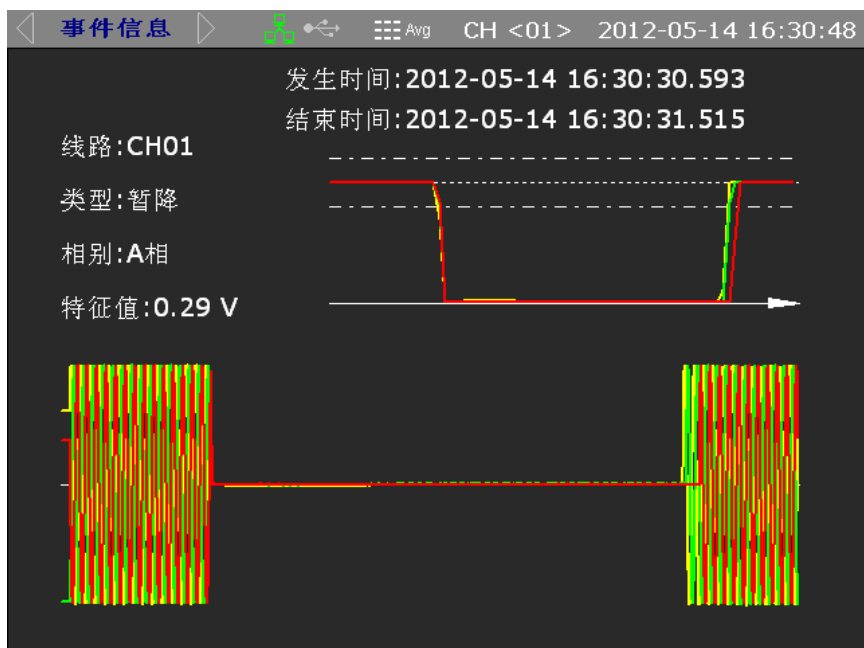 事件信息 Avg CH <01> 2012-05-14 16:30:48
发生时间:2012-05-14 16:30:30.593
结束时间:2012-05-14 16:30:31.515
线路:CH01
类型:暂降
相别:A相
特征值:0.29 V